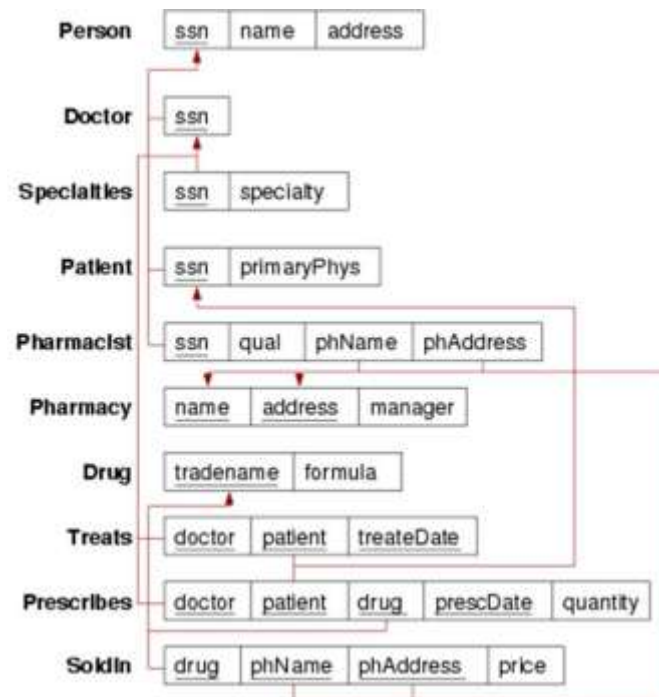 Person ssn name address
Doctor ssn
Specialties ssn specialty
Patient ssn primaryPhys
Pharmacist ssn qual phName phAddress
Pharmacy name address manager
Drug tradename formula
Treats doctor patient treateDate
Prescribes doctor patient drug prescDate quantity
SoldIn drug phName phAddress price